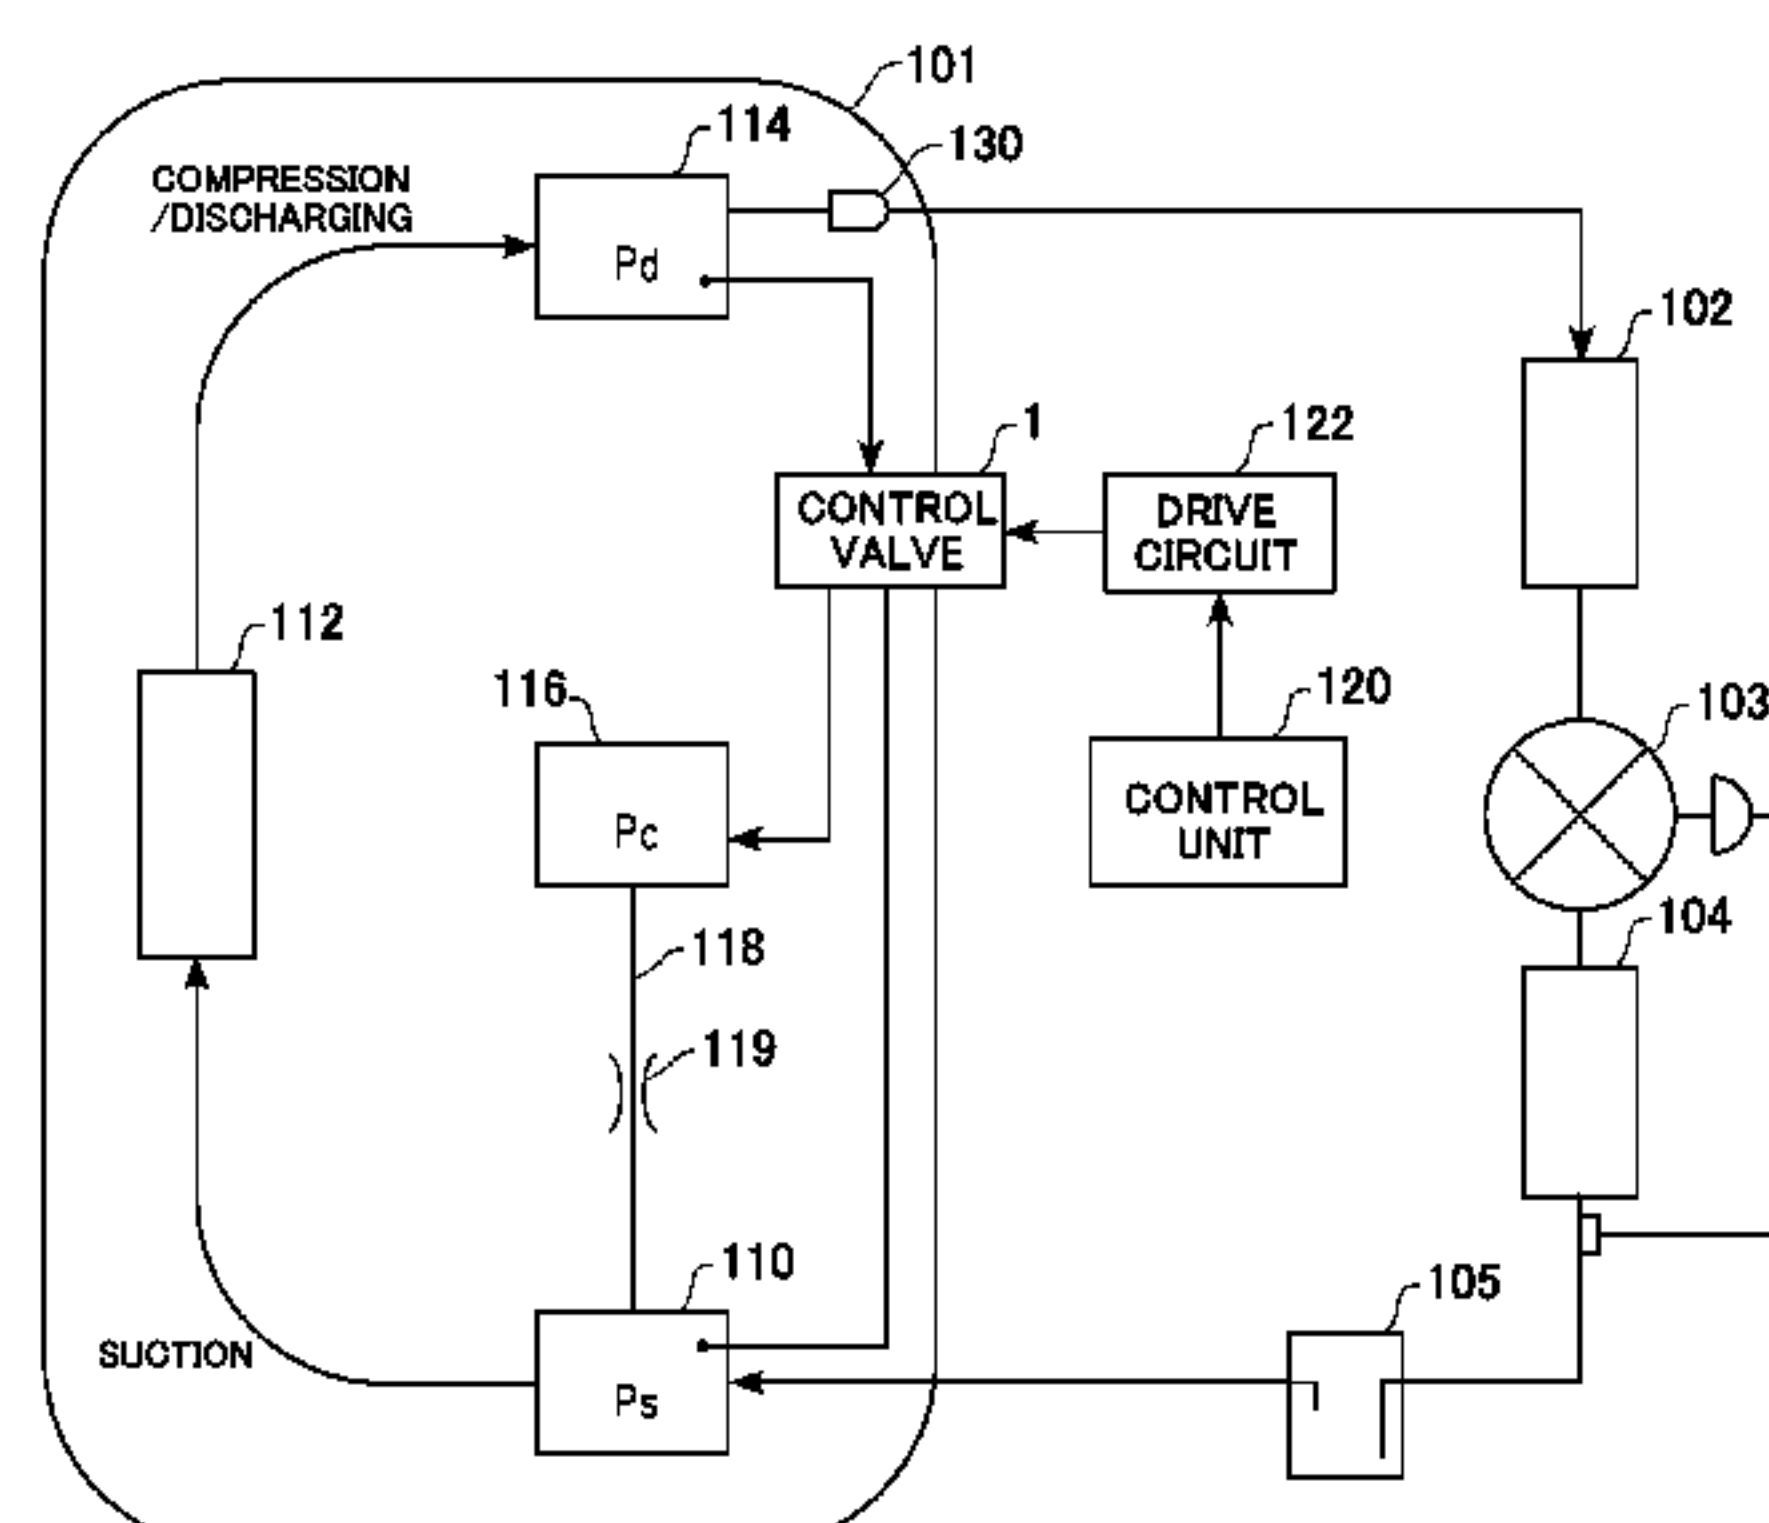 101
114
130
COMPRESSION
/DISCHARGING
Pd
102
1
122
CONTROL
VALVE
DRIVE
CIRCUIT
112
116
120
103
CONTROL
UNIT
Pc
118
104
119
110
105
SUCTION
Ps